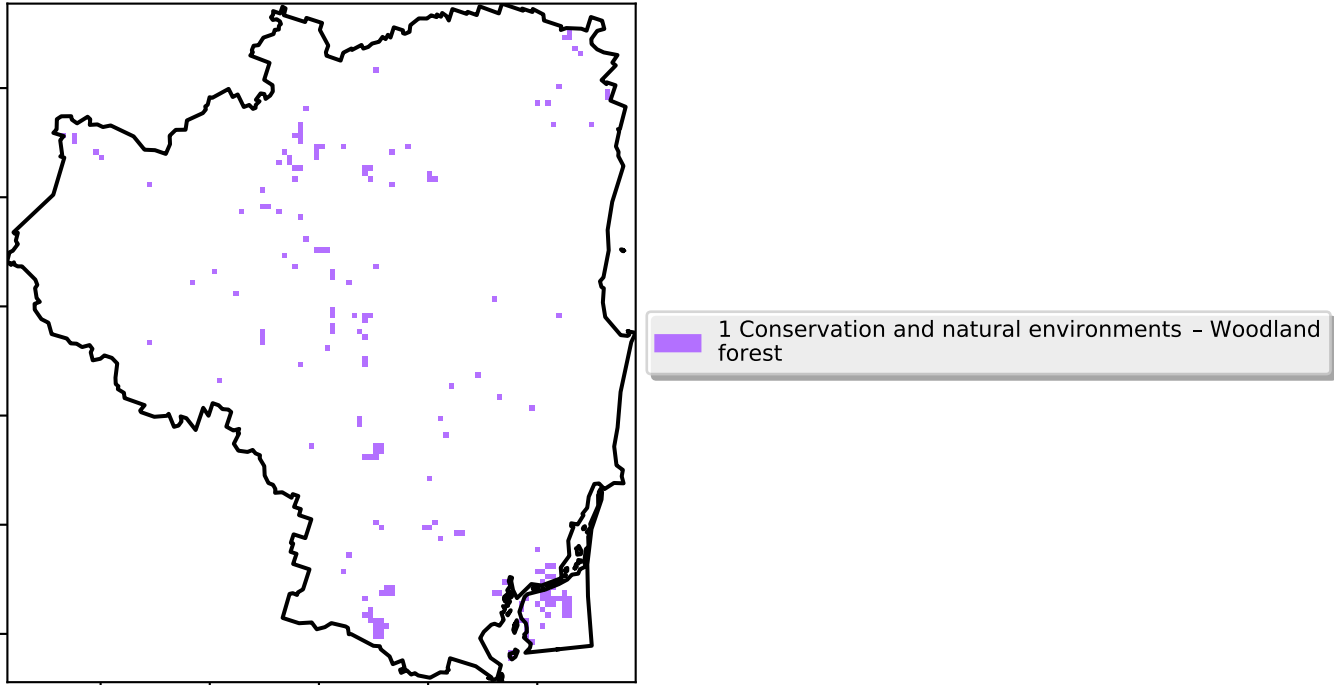 1 Conservation and natural environments – Woodland
forest